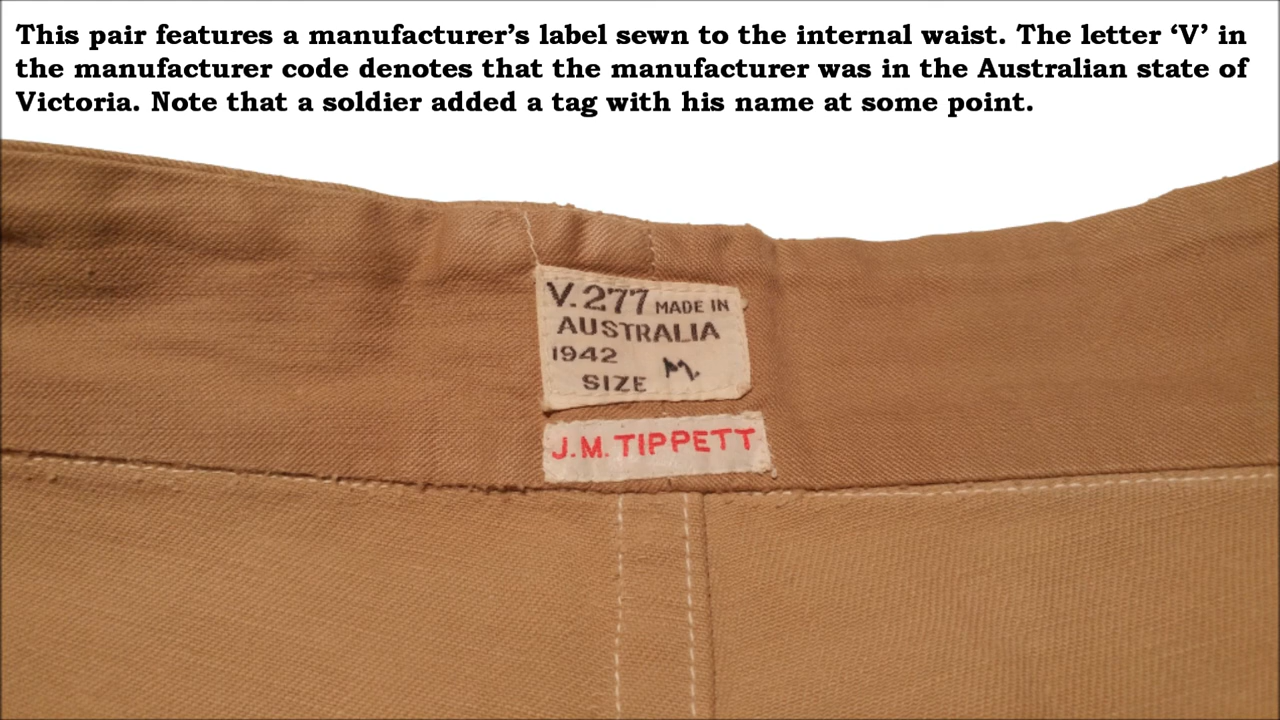 This pair features a manufacturer’s label sewn to the internal waist. The letter ‘V’ in
the manufacturer code denotes that the manufacturer was in the Australian state of
Victoria. Note that a soldier added a tag with his name at some point.
V.277 MADE IN
AUSTRALIA
1942
SIZE M.
J.M. TIPPETT